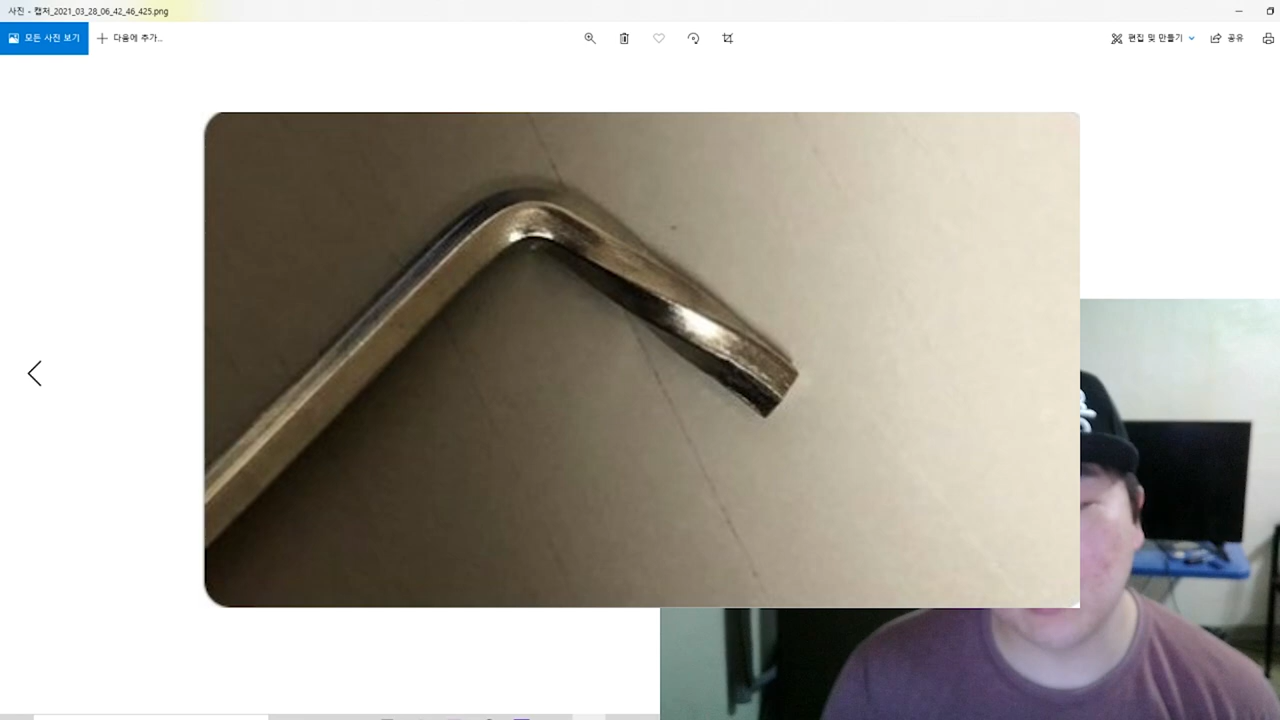 사진 - 캡처_2021_03_28_06_42_46_425.png
모든 사진 보기
다음에 추가...
편집 및 만들기
공유